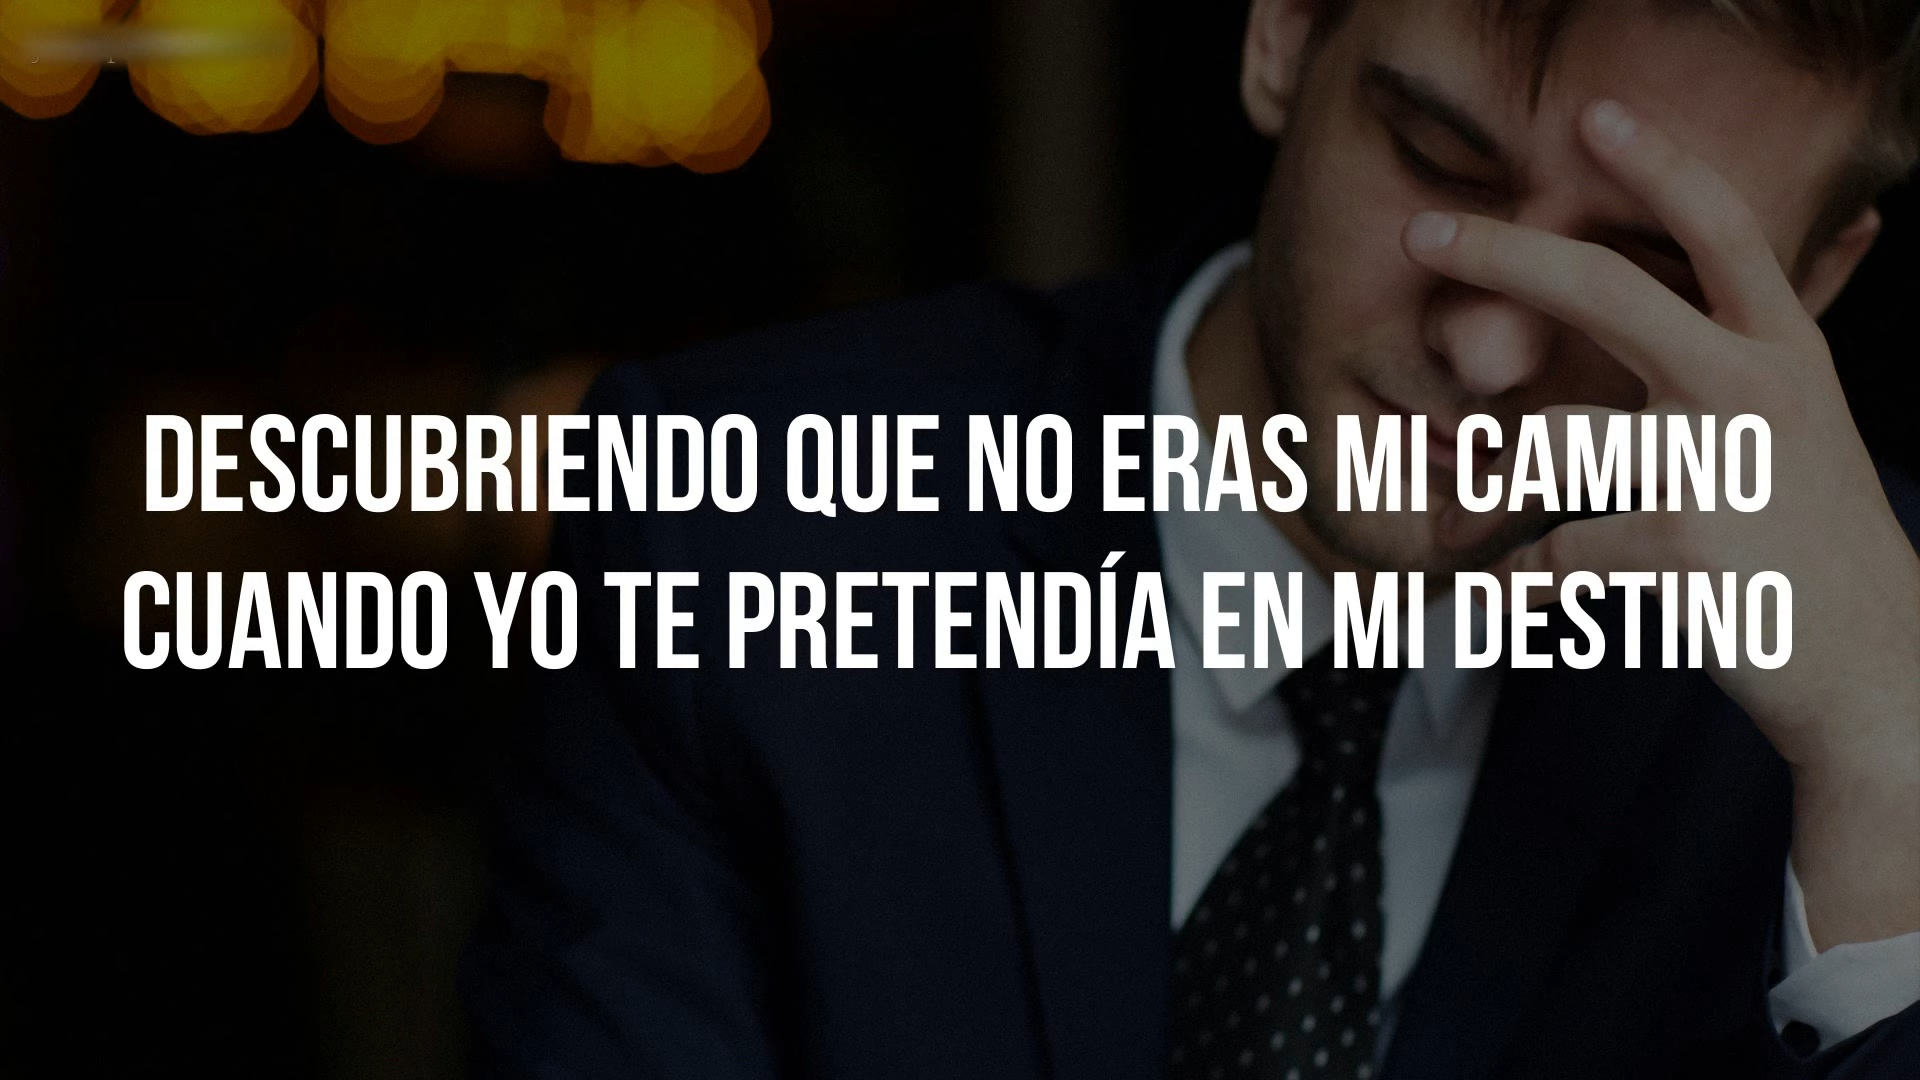 DESCUBRIENDO QUE NO ERAS MI CAMINO
CUANDO YO TE PRETENDÍA EN MI DESTINO